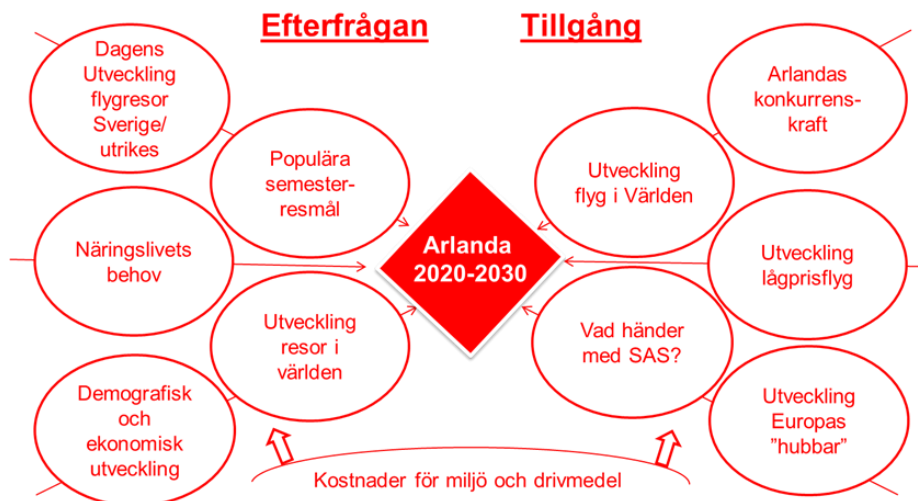 Efterfrågan
Tillgång
Dagens
Utveckling
flygresor
Sverige/
utrikes
Populära
semester-
resmål
Näringslivets
behov
Utveckling
resor i
världen
Demografisk
och
ekonomisk
utveckling
Arlanda
2020-2030
Utveckling
flyg i Världen
Arlandas
konkurrens-
kraft
Utveckling
lågprisflyg
Vad händer
med SAS?
Utveckling
Europas
”hubbar”
Kostnader för miljö och drivmedel